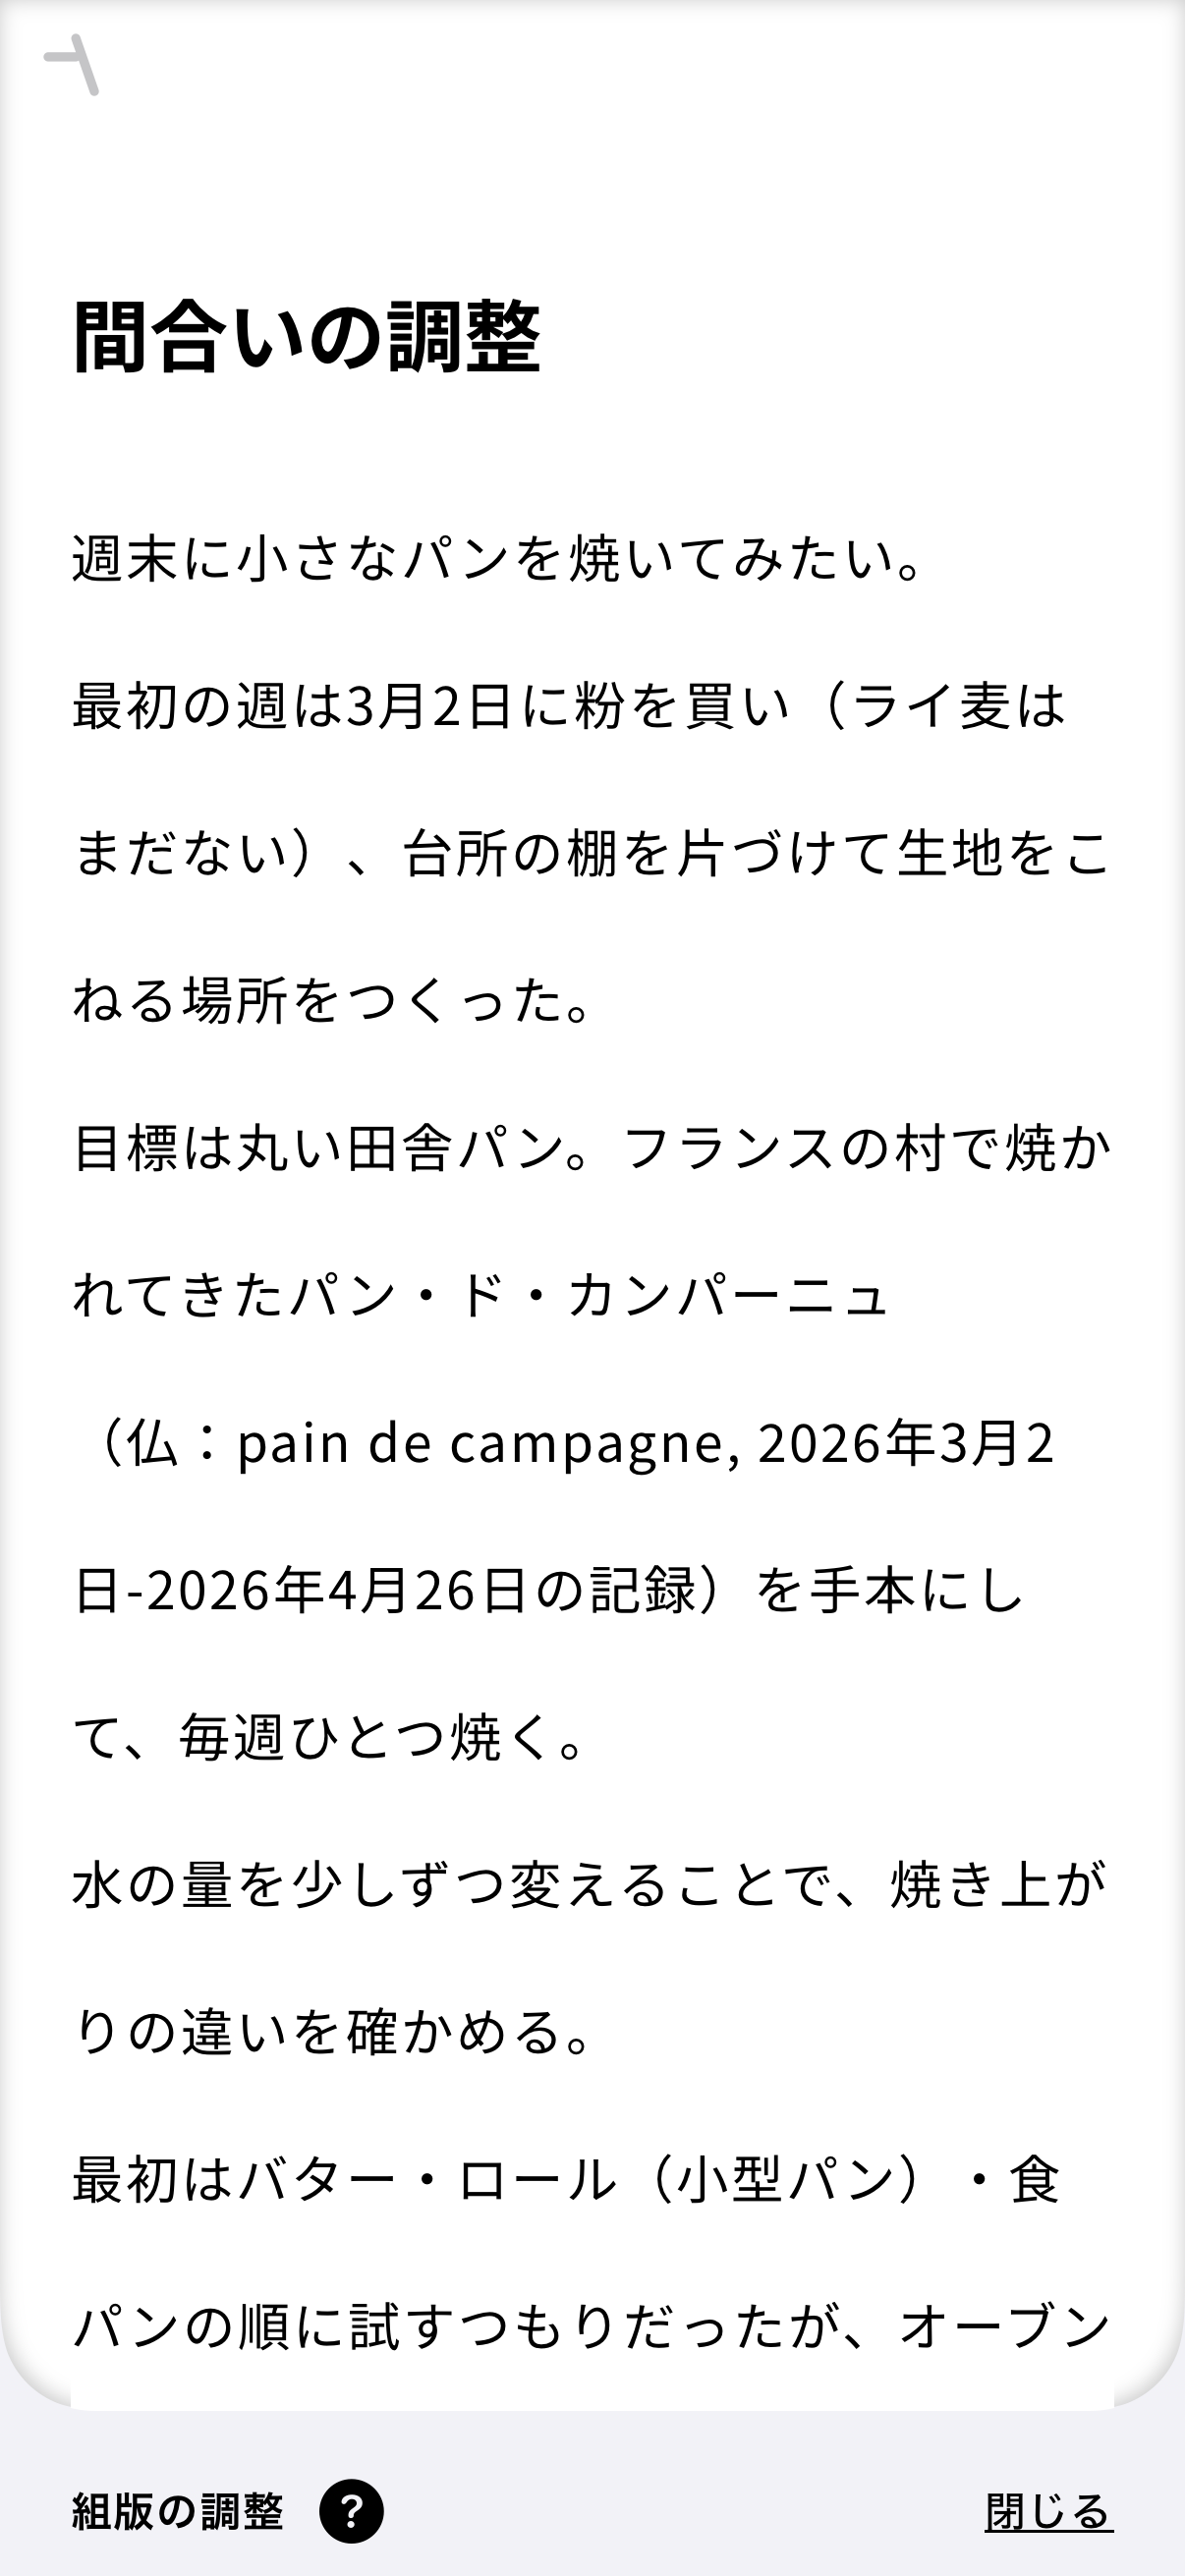 間合いの調整
週末に小さなパンを焼いてみたい。
最初の週は3月2日に粉を買い（ライ麦は
まだない）、台所の棚を片づけて生地をこ
ねる場所をつくった。
目標は丸い田舎パン。フランスの村で焼か
れてきたパン・ド・カンパーニュ
（仏：pain de campagne, 2026年3月2
日-2026年4月26日の記録）を手本にし
て、毎週ひとつ焼く。
水の量を少しずつ変えることで、焼き上が
りの違いを確かめる。
最初はバター・ロール（小型パン）・食
パンの順に試すつもりだったが、オーブン
組版の調整 ?
閉じる